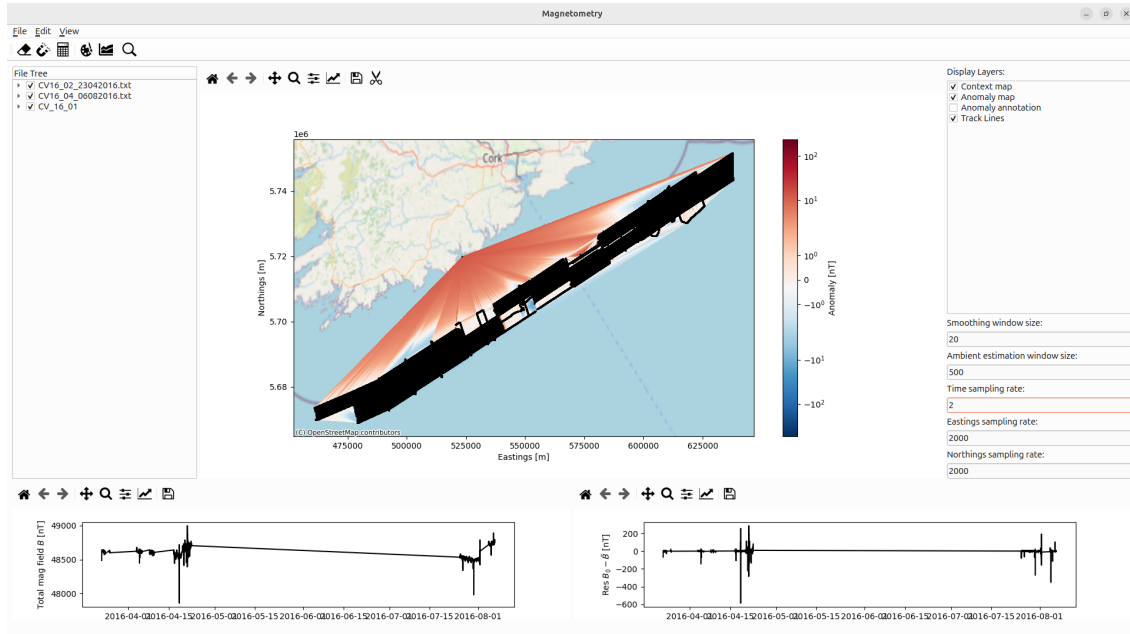 Magnetometry
File Edit View
File Tree
CV16_02_23042016.txt
CV16_04_06082016.txt
CV_16_01
Display Layers:
Context map
Anomaly map
Anomaly annotation
Track Lines
1e6
Cork
5.74
5.72
5.70
5.68
Northings [m]
(C) OpenStreetMap contributors
475000 500000 525000 550000 575000 600000 625000
Eastings [m]
10²
10¹
10⁰
0
−10⁰
−10¹
−10²
Anomaly [nT]
Smoothing window size:
20
Ambient estimation window size:
500
Time sampling rate:
2
Eastings sampling rate:
2000
Northings sampling rate:
2000
Total mag field B [nT]
49000
48500
48000
2016-04-01 2016-04-15 2016-05-01 2016-05-15 2016-06-01 2016-06-15 2016-07-01 2016-07-15 2016-08-01
Res B₀ − B̂ [nT]
200
0
−200
−400
−600
2016-04-01 2016-04-15 2016-05-01 2016-05-15 2016-06-01 2016-06-15 2016-07-01 2016-07-15 2016-08-01